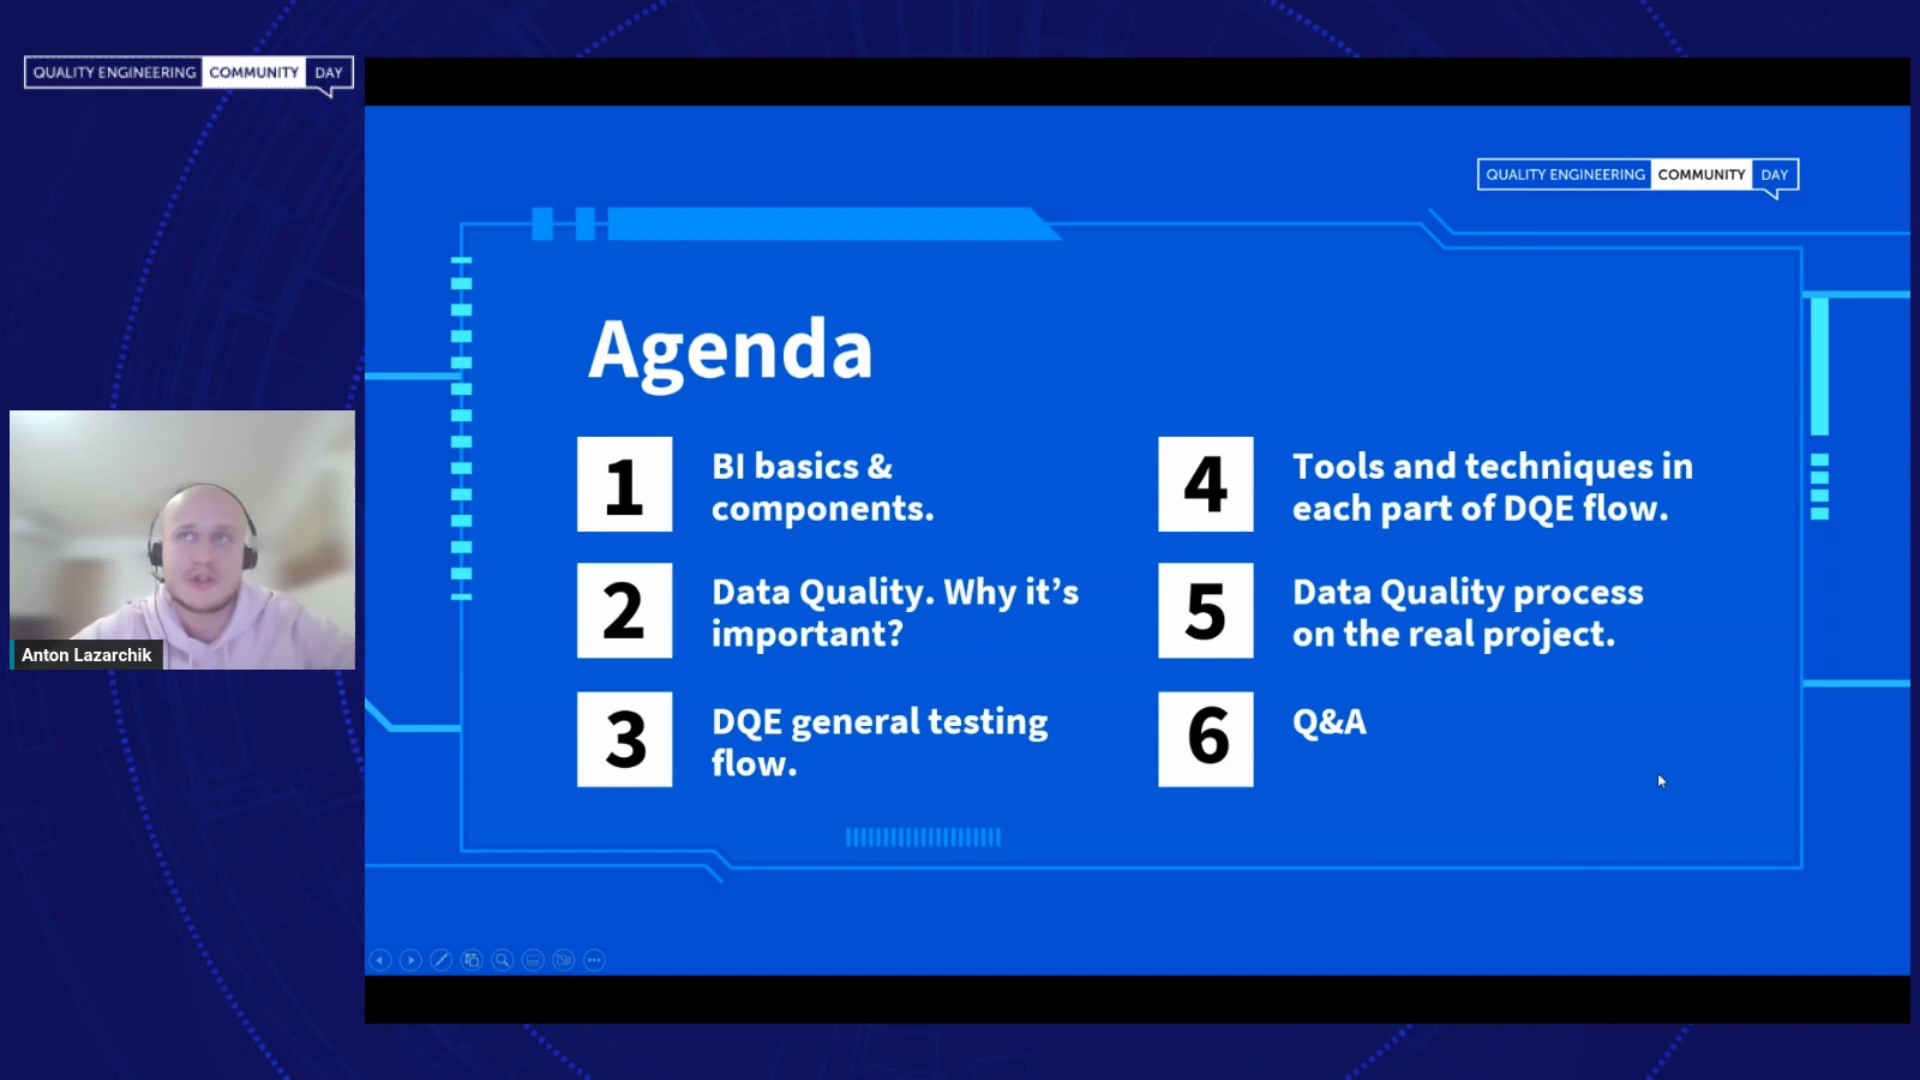 QUALITY ENGINEERING COMMUNITY DAY
QUALITY ENGINEERING COMMUNITY DAY
Agenda
1
BI basics &
components.
2
Data Quality. Why it’s
important?
3
DQE general testing
flow.
4
Tools and techniques in
each part of DQE flow.
5
Data Quality process
on the real project.
6
Q&A
Anton Lazarchik